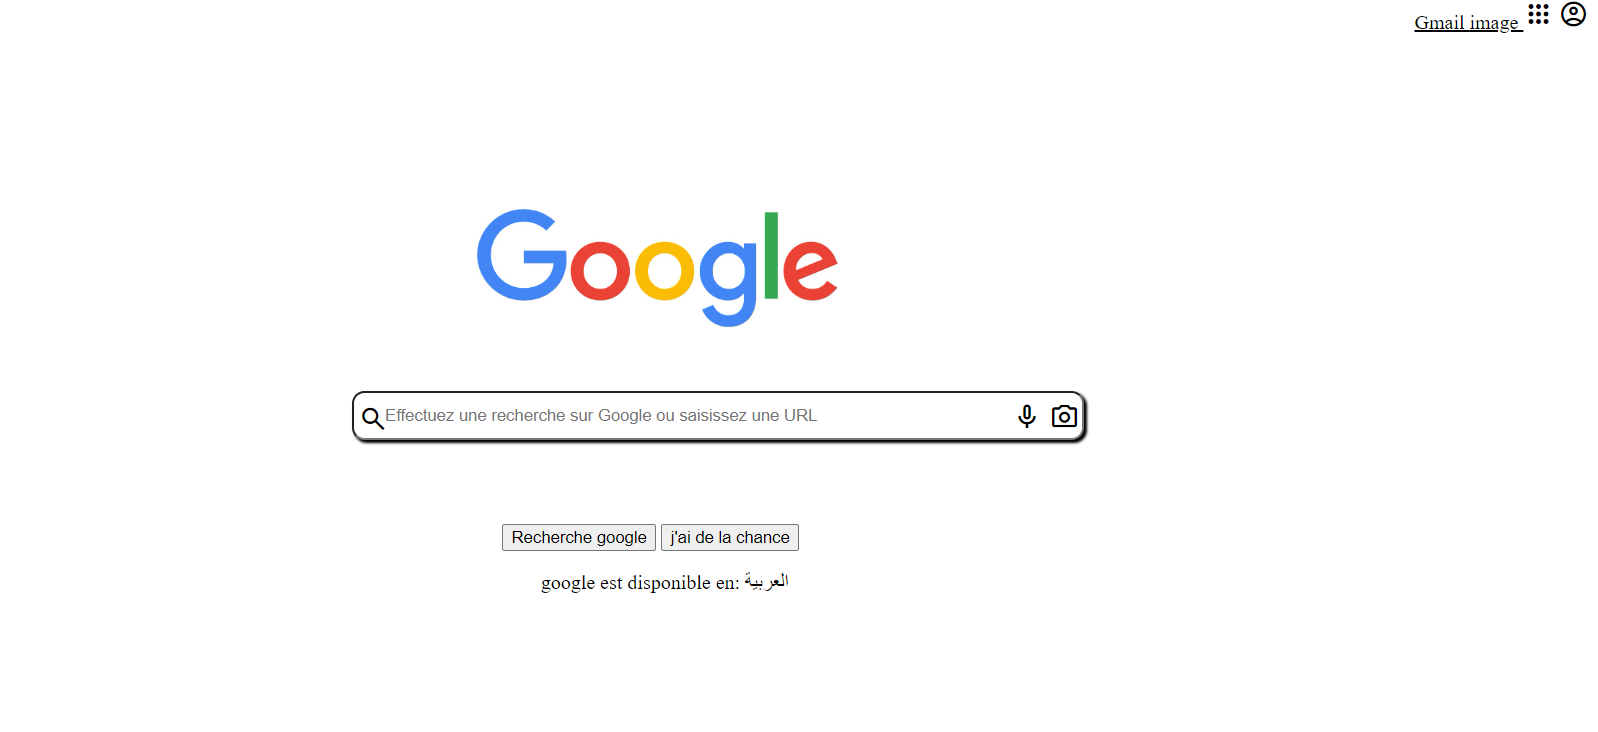 Gmail image
Google
Effectuez une recherche sur Google ou saisissez une URL
Recherche google j'ai de la chance
google est disponible en: العربية